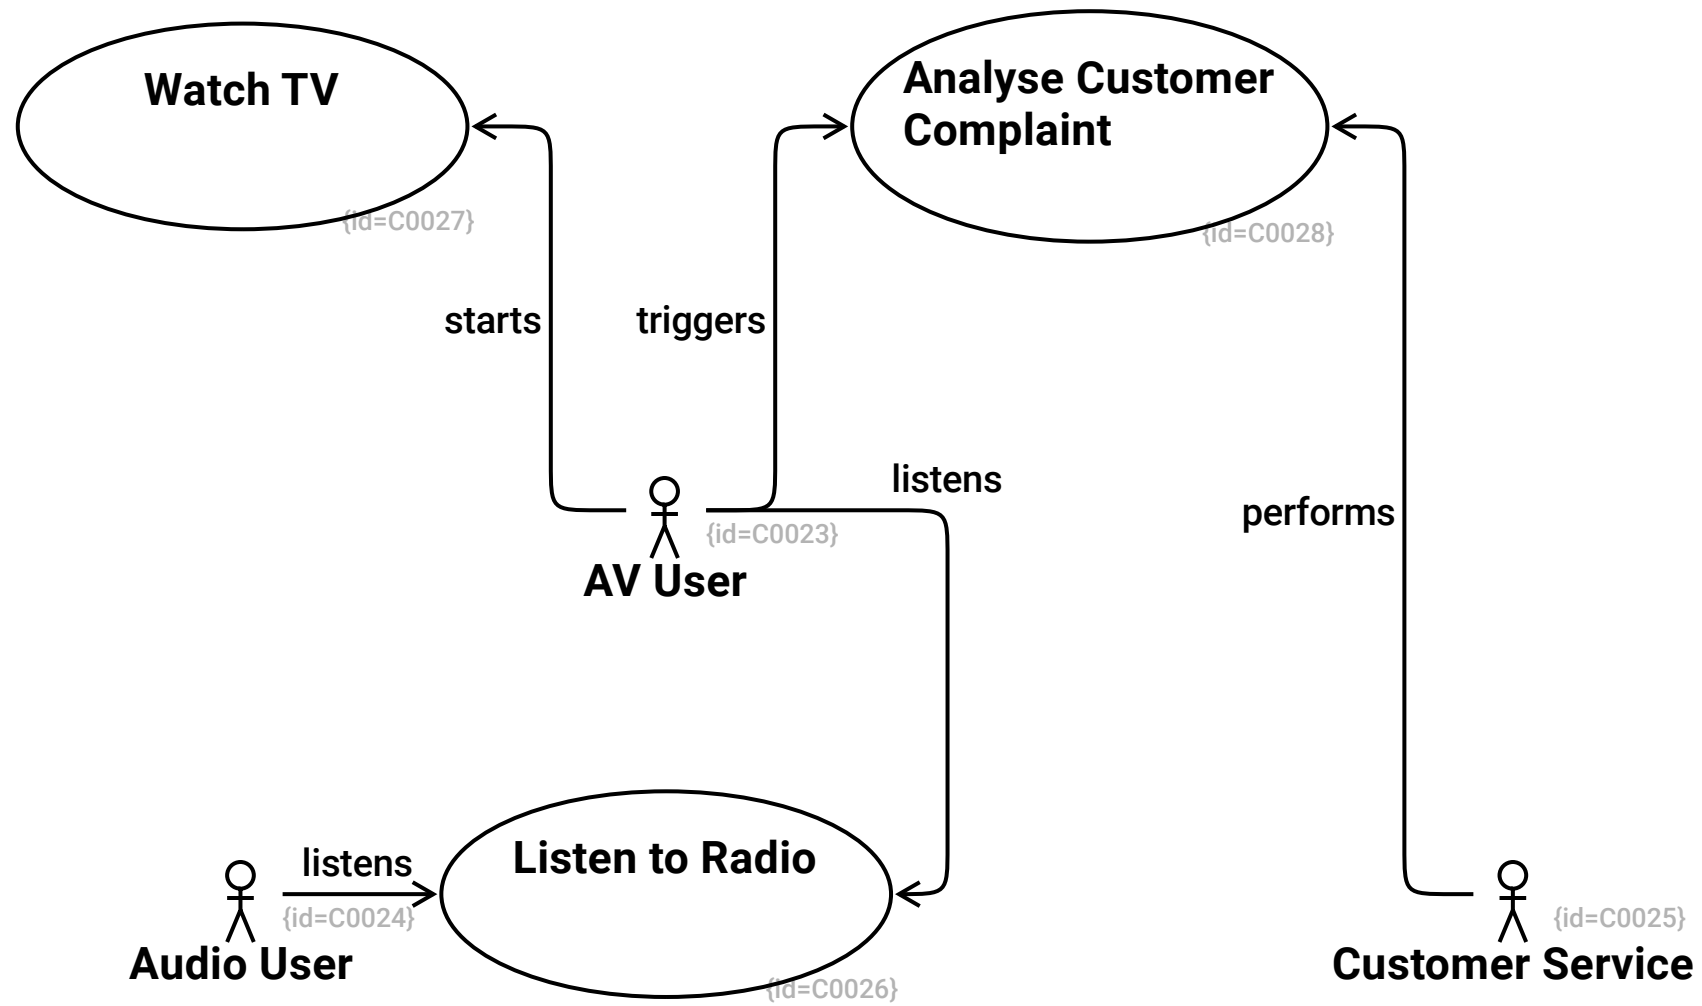 Watch TV
{id=C0027}
Analyse Customer
Complaint
{id=C0028}
starts
triggers
listens
performs
{id=C0023}
AV User
listens
{id=C0024}
Audio User
Listen to Radio
{id=C0026}
{id=C0025}
Customer Service